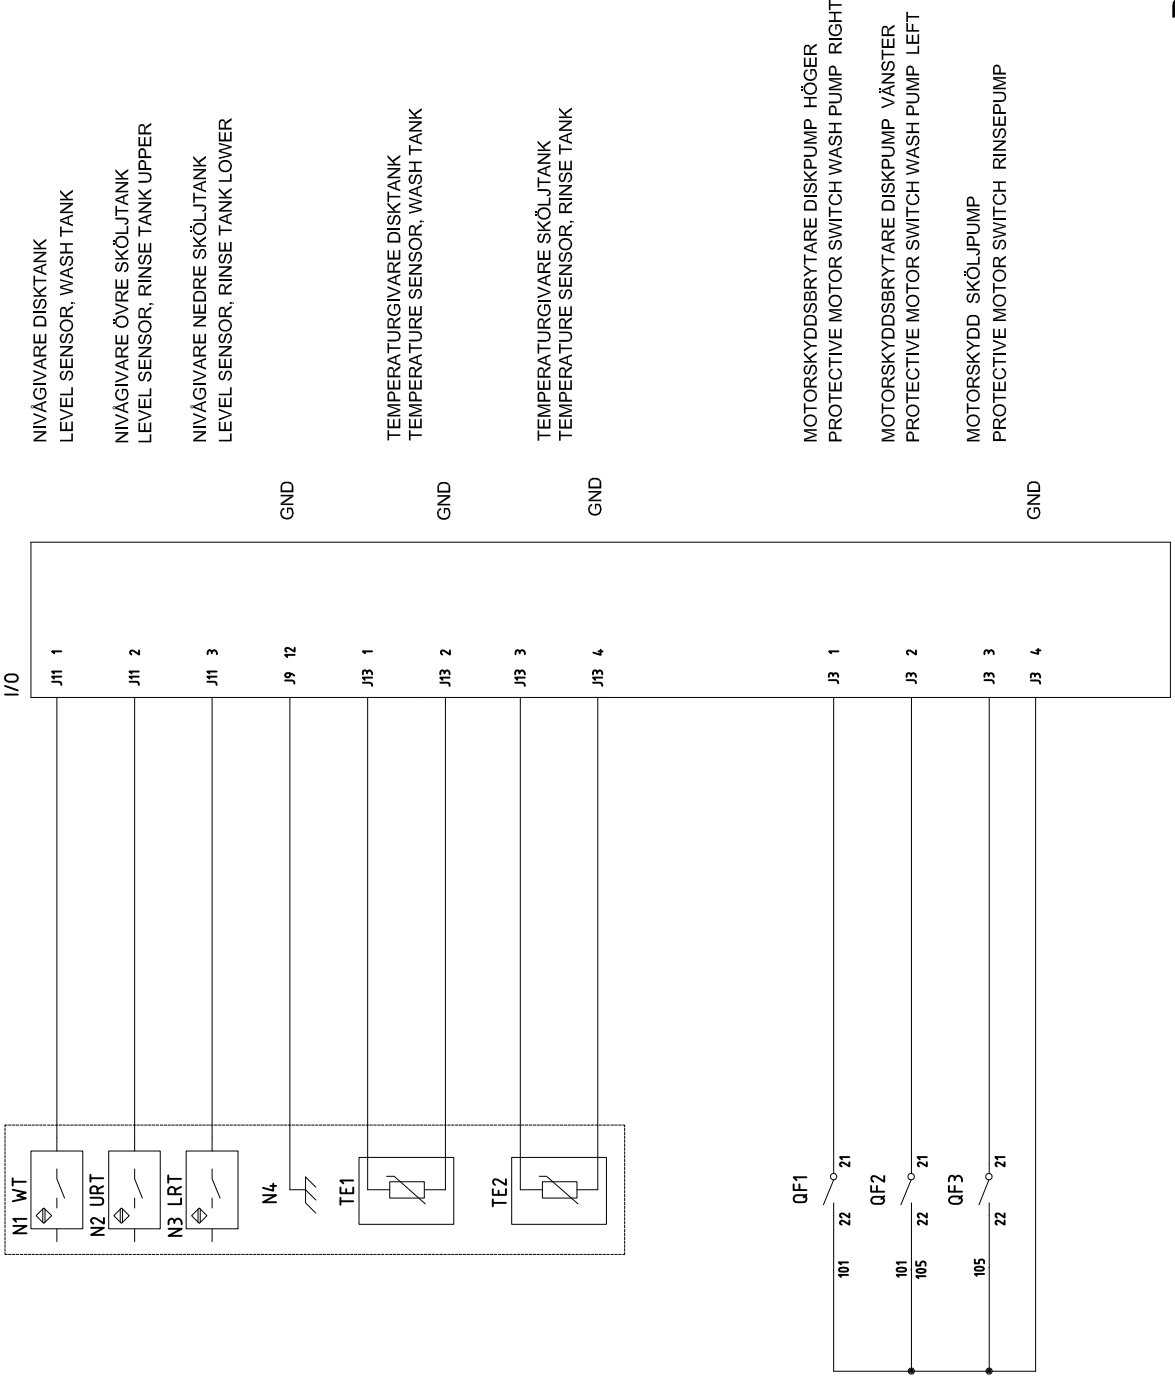 NIVÅGIVARE DISKTANK
LEVEL SENSOR, WASH TANK
NIVÅGIVARE ÖVRE SKÖLJTANK
LEVEL SENSOR, RINSE TANK UPPER
NIVÅGIVARE NEDRE SKÖLJTANK
LEVEL SENSOR, RINSE TANK LOWER
GND
TEMPERATURGIVARE DISKTANK
TEMPERATURE SENSOR, WASH TANK
GND
TEMPERATURGIVARE SKÖLJTANK
TEMPERATURE SENSOR, RINSE TANK
GND
MOTORSKYDDSBRYTARE DISKPUMP HÖGER
PROTECTIVE MOTOR SWITCH WASH PUMP RIGHT
MOTORSKYDDSBRYTARE DISKPUMP VÄNSTER
PROTECTIVE MOTOR SWITCH WASH PUMP LEFT
MOTORSKYDD SKÖLJPUMP
PROTECTIVE MOTOR SWITCH RINSEPUMP
GND
I/O
J11 1
J11 2
J11 3
J9 12
J13 1
J13 2
J13 3
J13 4
J3 1
J3 2
J3 3
J3 4
N1 WT
N2 URT
N3 LRT
N4
TE1
TE2
QF1
22 21
101
QF2
22 21
101
105
QF3
22 21
105